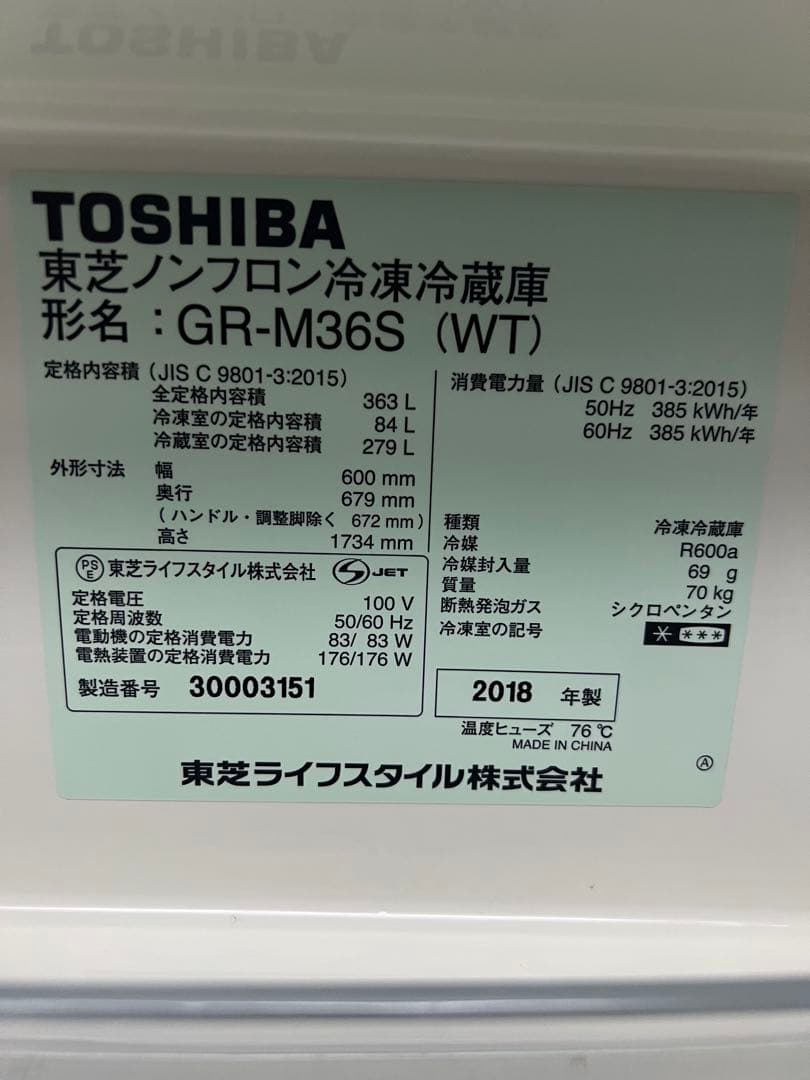 TOSHIBA
TOSHIBA
東芝ノンフロン冷凍冷蔵庫
形名：GR-M36S (WT)
定格内容積 (JIS C 9801-3:2015)
全定格内容積 363 L
冷凍室の定格内容積 84 L
冷蔵室の定格内容積 279 L
外形寸法 幅 600 mm
奥行 679 mm
(ハンドル・調整脚除く 672 mm)
高さ 1734 mm
消費電力量 (JIS C 9801-3:2015)
50Hz 385 kWh/年
60Hz 385 kWh/年
種類 冷凍冷蔵庫
冷媒 R600a
冷媒封入量 69 g
質量 70 kg
断熱発泡ガス シクロペンタン
冷凍室の記号 * ***
PSE 東芝ライフスタイル株式会社 JET
定格電圧 100 V
定格周波数 50/60 Hz
電動機の定格消費電力 83/ 83 W
電熱装置の定格消費電力 176/176 W
製造番号 30003151
2018 年製
温度ヒューズ 76℃
MADE IN CHINA
東芝ライフスタイル株式会社
Ⓐ